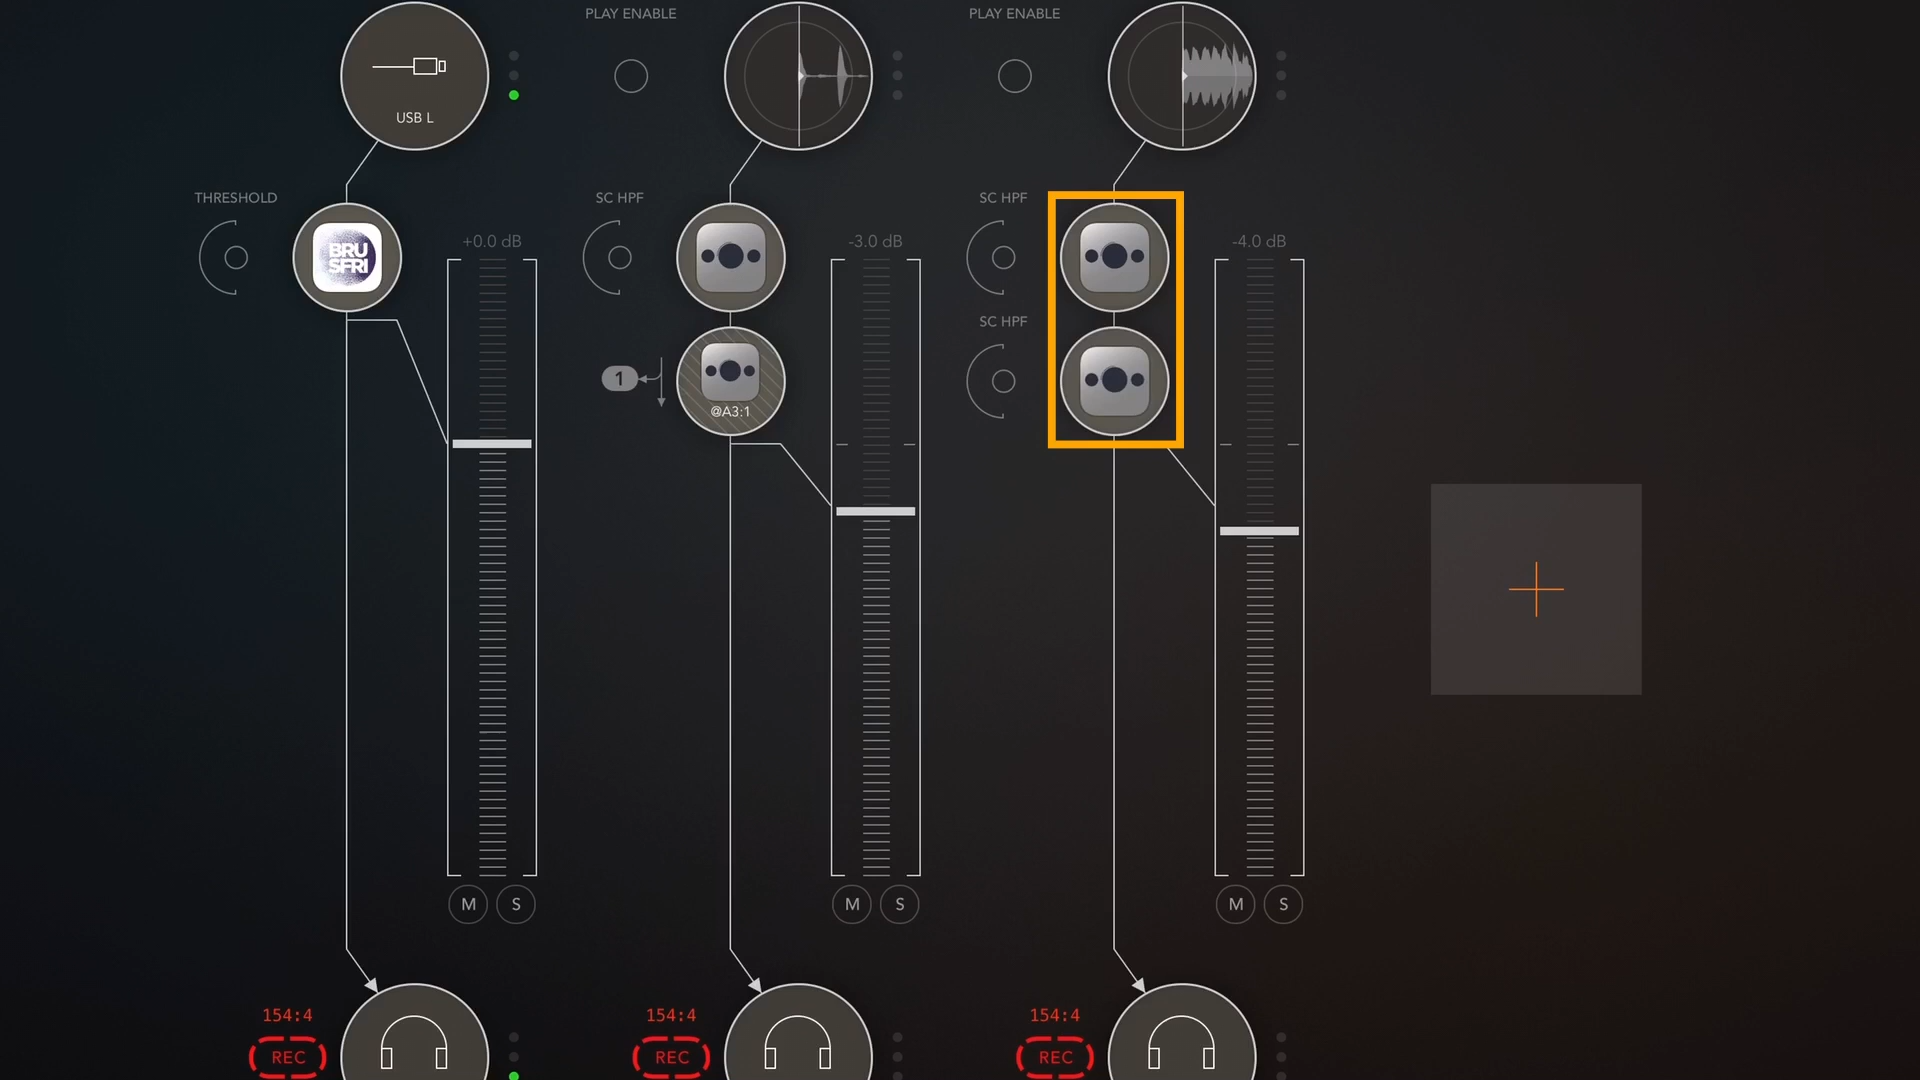 PLAY ENABLE
PLAY ENABLE
USB L
THRESHOLD
SC HPF
SC HPF
BRU
SFRI
+0.0 dB
-3.0 dB
-4.0 dB
SC HPF
1
@A3:1
M
S
M
S
M
S
154:4
154:4
154:4
REC
REC
REC